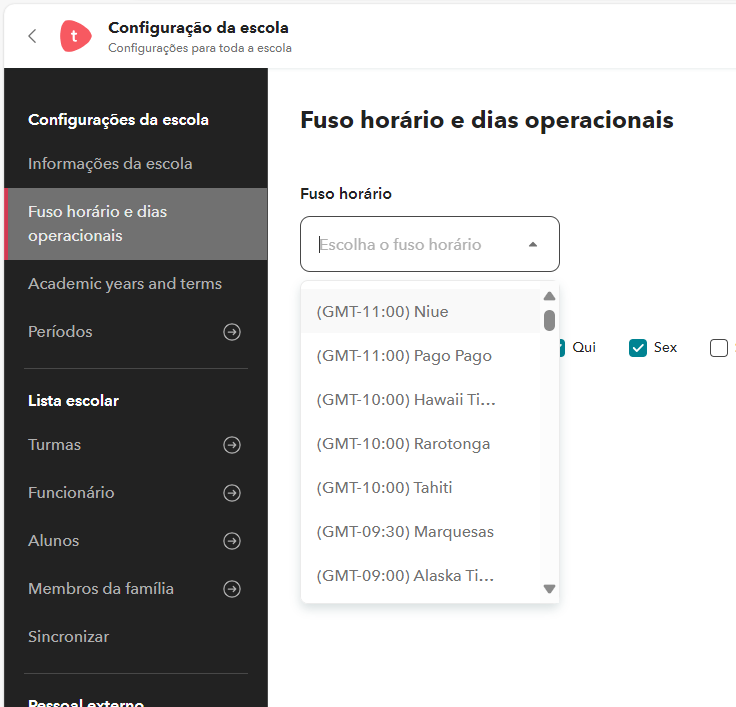 t
Configuração da escola
Configurações para toda a escola
Configurações da escola
Informações da escola
Fuso horário e dias
operacionais
Academic years and terms
Períodos
Lista escolar
Turmas
Funcionário
Alunos
Membros da família
Sincronizar
Pessoal externo
Fuso horário e dias operacionais
Fuso horário
Escolha o fuso horário
(GMT-11:00) Niue
(GMT-11:00) Pago Pago
(GMT-10:00) Hawaii Ti...
(GMT-10:00) Rarotonga
(GMT-10:00) Tahiti
(GMT-09:30) Marquesas
(GMT-09:00) Alaska Ti...
Qui Sex